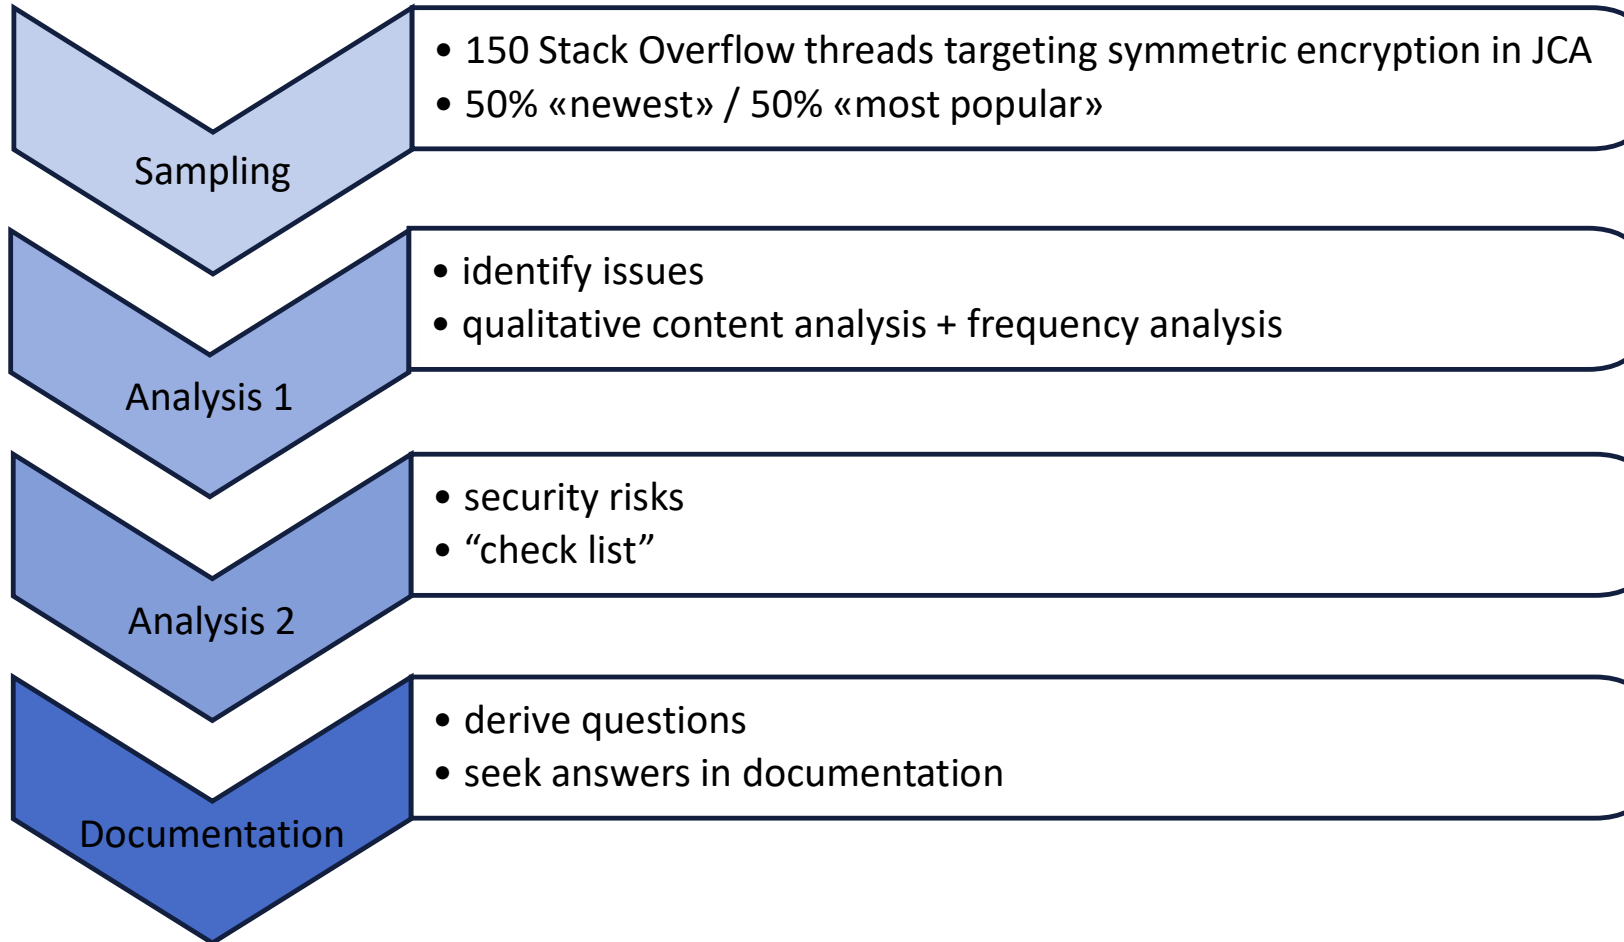 • 150 Stack Overflow threads targeting symmetric encryption in JCA
• 50% «newest» / 50% «most popular»
Sampling
• identify issues
• qualitative content analysis + frequency analysis
Analysis 1
• security risks
• “check list”
Analysis 2
• derive questions
• seek answers in documentation
Documentation